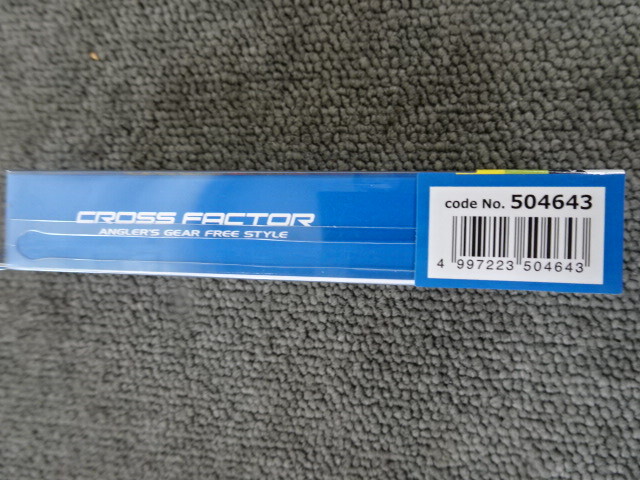 CROSS FACTOR
ANGLER'S GEAR FREE STYLE
code No. 504643
4 997223 504643